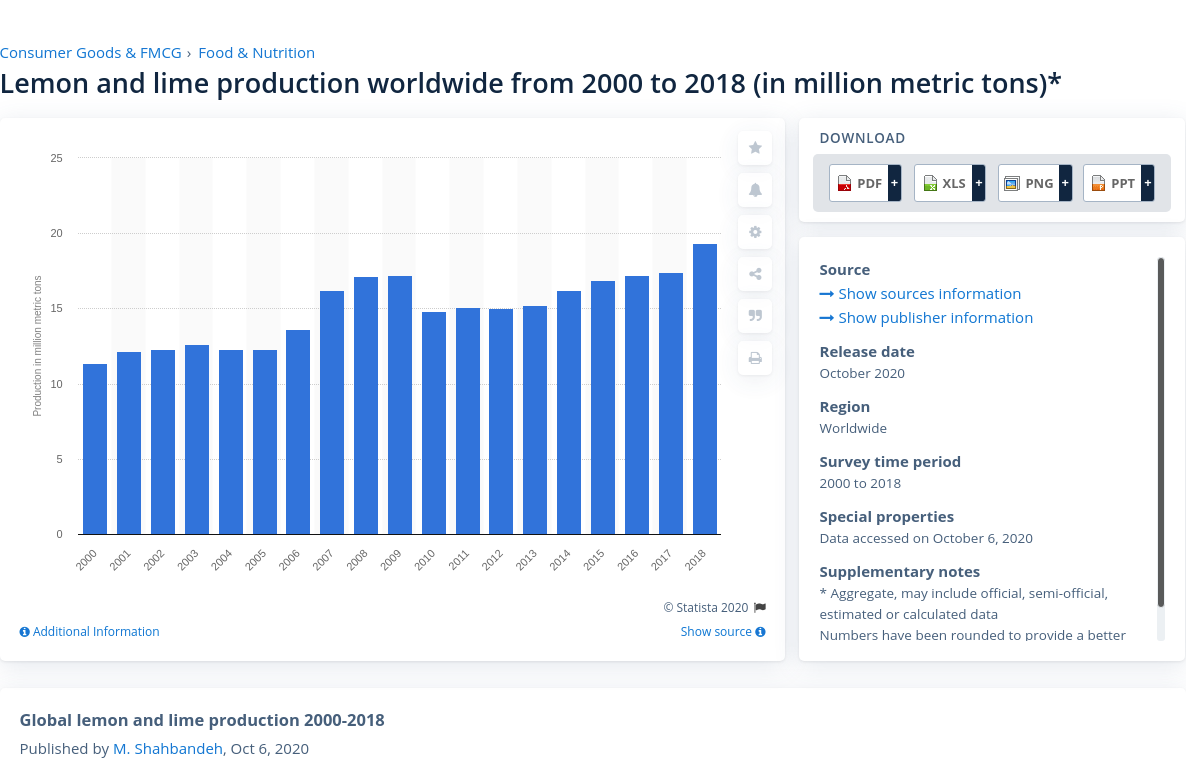 Consumer Goods & FMCG › Food & Nutrition
Lemon and lime production worldwide from 2000 to 2018 (in million metric tons)*
25
20
15
10
5
0
Production in million metric tons
2000
2001
2002
2003
2004
2005
2006
2007
2008
2009
2010
2011
2012
2013
2014
2015
2016
2017
2018
© Statista 2020
Additional Information
Show source
DOWNLOAD
PDF + XLS + PNG + PPT +
Source
Show sources information
Show publisher information
Release date
October 2020
Region
Worldwide
Survey time period
2000 to 2018
Special properties
Data accessed on October 6, 2020
Supplementary notes
* Aggregate, may include official, semi-official,
estimated or calculated data
Numbers have been rounded to provide a better
Global lemon and lime production 2000-2018
Published by M. Shahbandeh, Oct 6, 2020